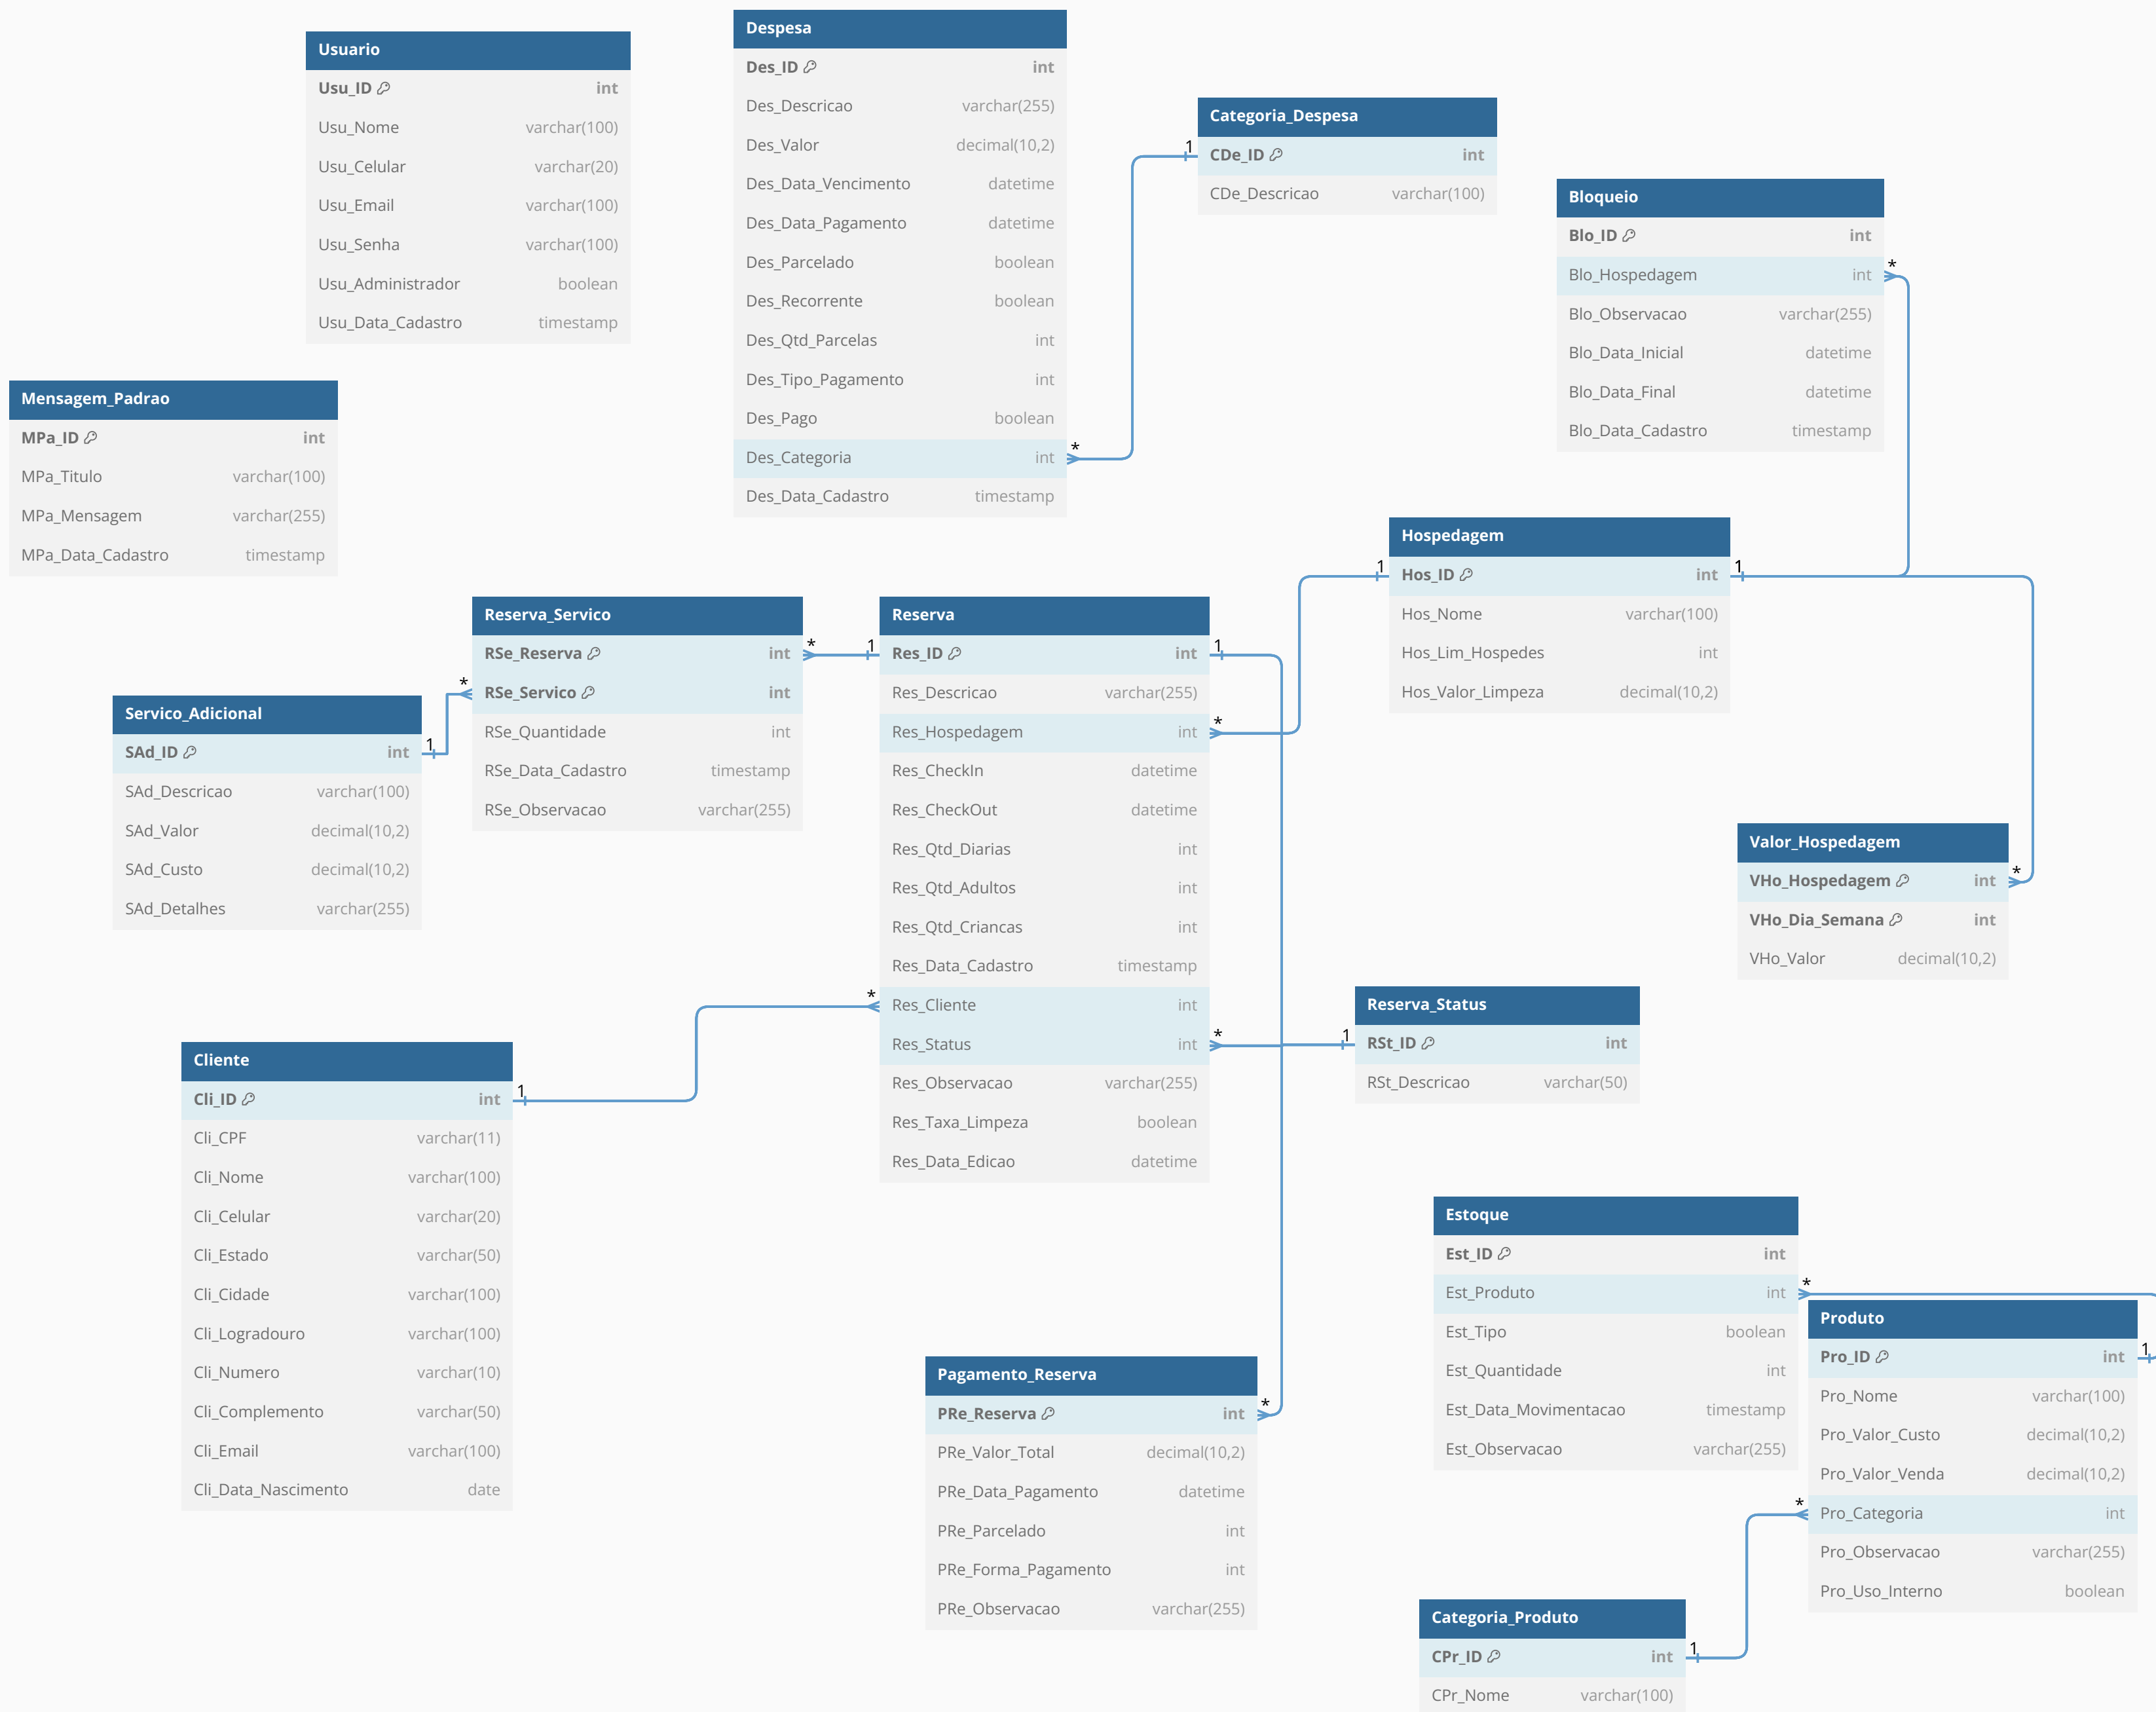 Usuario
Usu_ID int
Usu_Nome varchar(100)
Usu_Celular varchar(20)
Usu_Email varchar(100)
Usu_Senha varchar(100)
Usu_Administrador boolean
Usu_Data_Cadastro timestamp
Despesa
Des_ID int
Des_Descricao varchar(255)
Des_Valor decimal(10,2)
Des_Data_Vencimento datetime
Des_Data_Pagamento datetime
Des_Parcelado boolean
Des_Recorrente boolean
Des_Qtd_Parcelas int
Des_Tipo_Pagamento int
Des_Pago boolean
Des_Categoria int *
Des_Data_Cadastro timestamp
Categoria_Despesa
1 CDe_ID int
CDe_Descricao varchar(100)
Bloqueio
Blo_ID int
Blo_Hospedagem int *
Blo_Observacao varchar(255)
Blo_Data_Inicial datetime
Blo_Data_Final datetime
Blo_Data_Cadastro timestamp
Mensagem_Padrao
MPa_ID int
MPa_Titulo varchar(100)
MPa_Mensagem varchar(255)
MPa_Data_Cadastro timestamp
Hospedagem
1 Hos_ID int 1
Hos_Nome varchar(100)
Hos_Lim_Hospedes int
Hos_Valor_Limpeza decimal(10,2)
Reserva_Servico
RSe_Reserva int *
* RSe_Servico int
RSe_Quantidade int
RSe_Data_Cadastro timestamp
RSe_Observacao varchar(255)
Reserva
1 Res_ID int 1
Res_Descricao varchar(255)
Res_Hospedagem int *
Res_CheckIn datetime
Res_CheckOut datetime
Res_Qtd_Diarias int
Res_Qtd_Adultos int
Res_Qtd_Criancas int
Res_Data_Cadastro timestamp
* Res_Cliente int
Res_Status int *
Res_Observacao varchar(255)
Res_Taxa_Limpeza boolean
Res_Data_Edicao datetime
Servico_Adicional
SAd_ID int 1
SAd_Descricao varchar(100)
SAd_Valor decimal(10,2)
SAd_Custo decimal(10,2)
SAd_Detalhes varchar(255)
Valor_Hospedagem
VHo_Hospedagem int *
VHo_Dia_Semana int
VHo_Valor decimal(10,2)
Reserva_Status
1 RSt_ID int
RSt_Descricao varchar(50)
Cliente
Cli_ID int 1
Cli_CPF varchar(11)
Cli_Nome varchar(100)
Cli_Celular varchar(20)
Cli_Estado varchar(50)
Cli_Cidade varchar(100)
Cli_Logradouro varchar(100)
Cli_Numero varchar(10)
Cli_Complemento varchar(50)
Cli_Email varchar(100)
Cli_Data_Nascimento date
Estoque
Est_ID int
Est_Produto int *
Est_Tipo boolean
Est_Quantidade int
Est_Data_Movimentacao timestamp
Est_Observacao varchar(255)
Produto
Pro_ID int 1
Pro_Nome varchar(100)
Pro_Valor_Custo decimal(10,2)
Pro_Valor_Venda decimal(10,2)
* Pro_Categoria int
Pro_Observacao varchar(255)
Pro_Uso_Interno boolean
Pagamento_Reserva
PRe_Reserva int *
PRe_Valor_Total decimal(10,2)
PRe_Data_Pagamento datetime
PRe_Parcelado int
PRe_Forma_Pagamento int
PRe_Observacao varchar(255)
Categoria_Produto
CPr_ID int 1
CPr_Nome varchar(100)